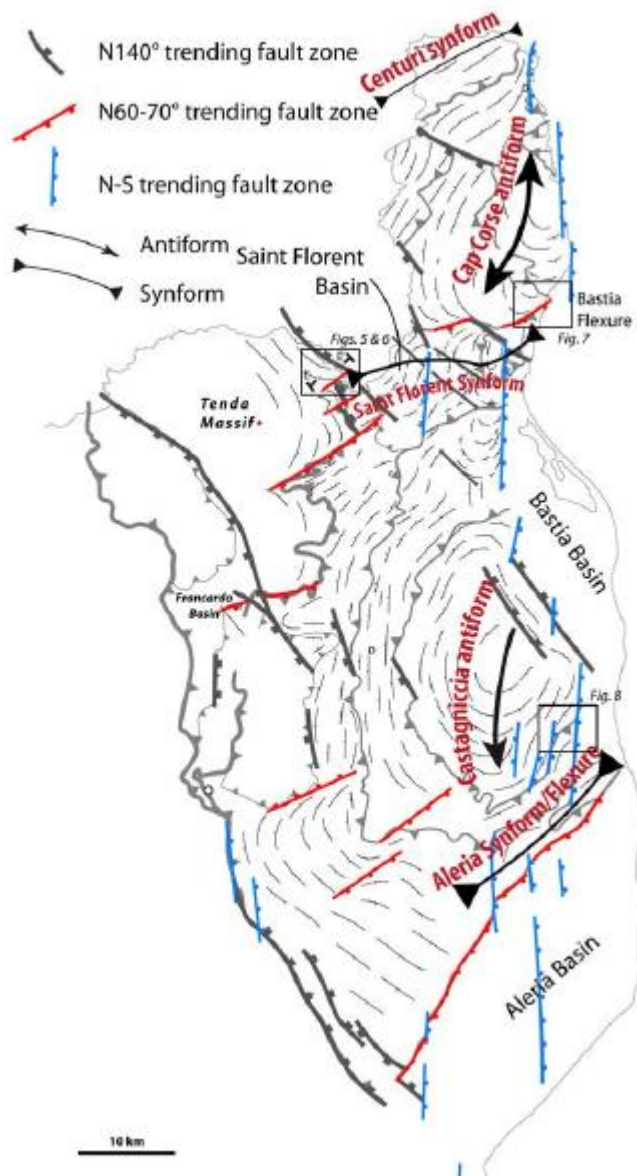 N140° trending fault zone
N60-70° trending fault zone
N-S trending fault zone
Antiform
Synform
Centuri synform
Cap Corse antiform
Saint Florent
Basin
Bastia
Flexure
Figs. 5 & 6
Fig. 7
Saint Florent Synform
Tenda
Massif
Bastia Basin
Francardo
Basin
Castagniccia antiform
Fig. 8
Aleria Synform/Flexure
Aleria Basin
10 km